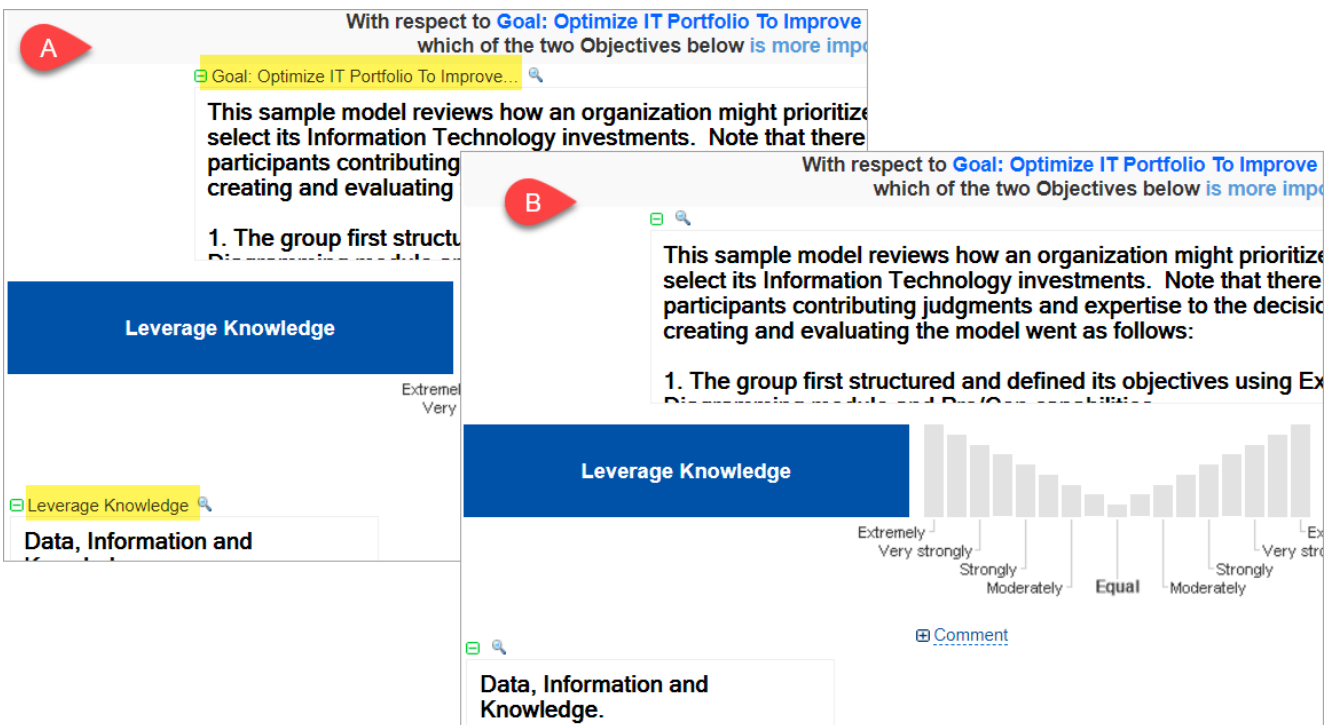 A
With respect to Goal: Optimize IT Portfolio To Improve
which of the two Objectives below is more impo
Goal: Optimize IT Portfolio To Improve...
This sample model reviews how an organization might prioritize
select its Information Technology investments. Note that there
participants contributing
creating and evaluating
1. The group first structu
Leverage Knowledge
Extremel
Very
Leverage Knowledge
Data, Information and
B
With respect to Goal: Optimize IT Portfolio To Improve
which of the two Objectives below is more impo
This sample model reviews how an organization might prioritize
select its Information Technology investments. Note that there
participants contributing judgments and expertise to the decisio
creating and evaluating the model went as follows:
1. The group first structured and defined its objectives using Ex
Diagramming module and Pro/Con capabilities
Leverage Knowledge
Extremely
Ex
Very strongly
Very stro
Strongly
Strongly
Moderately
Equal
Moderately
Comment
Data, Information and
Knowledge.